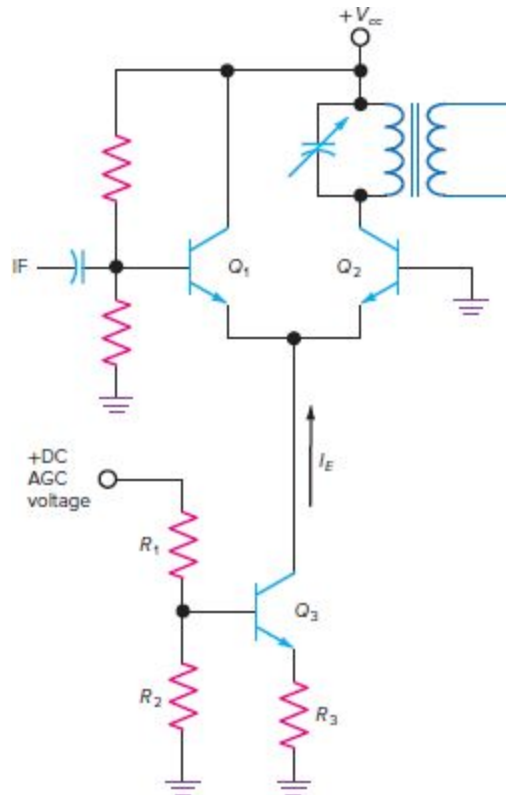 +Vcc
IF
Q1
Q2
+DC
AGC
voltage
IE
R1
Q3
R2
R3